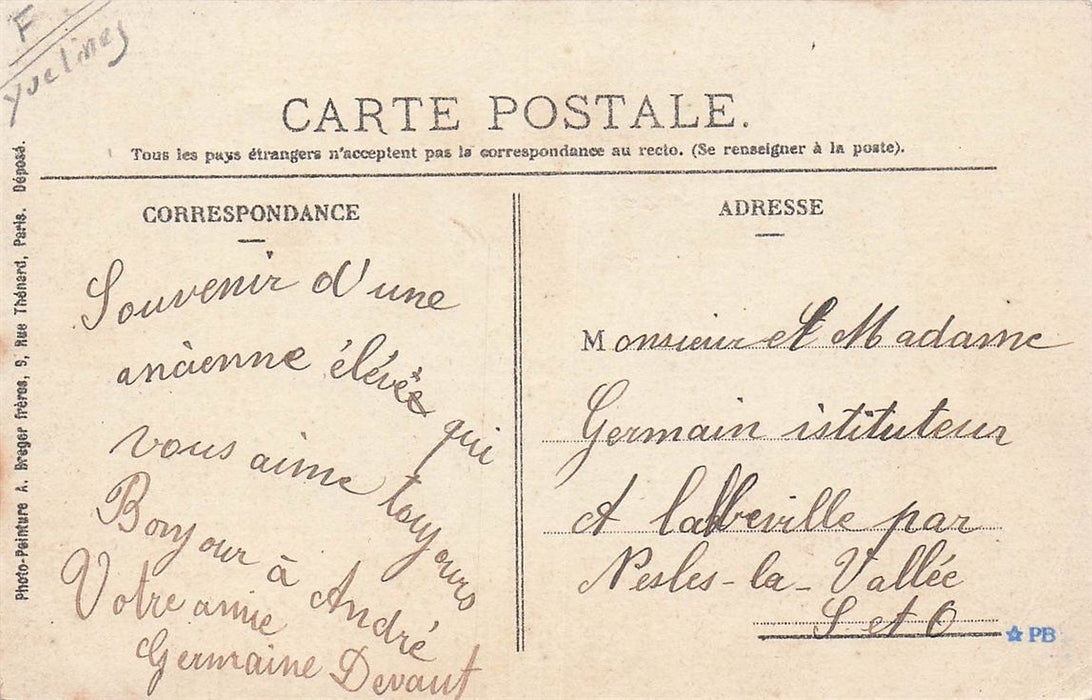 F
Yvelines
CARTE POSTALE.
Tous les pays étrangers n'acceptent pas la correspondance au recto. (Se renseigner à la poste).
Photo-Peinture A. Breger frères, 9, Rue Thénard, Paris. Déposé.
CORRESPONDANCE
Souvenir d'une
ancienne élève qui
vous aime toujours
Bonjour à André
Votre amie
Germaine Devaut
ADRESSE
Monsieur et Madame
Germain istituteur
A labbeville par
Nesles-la-Vallée
S et O
PB